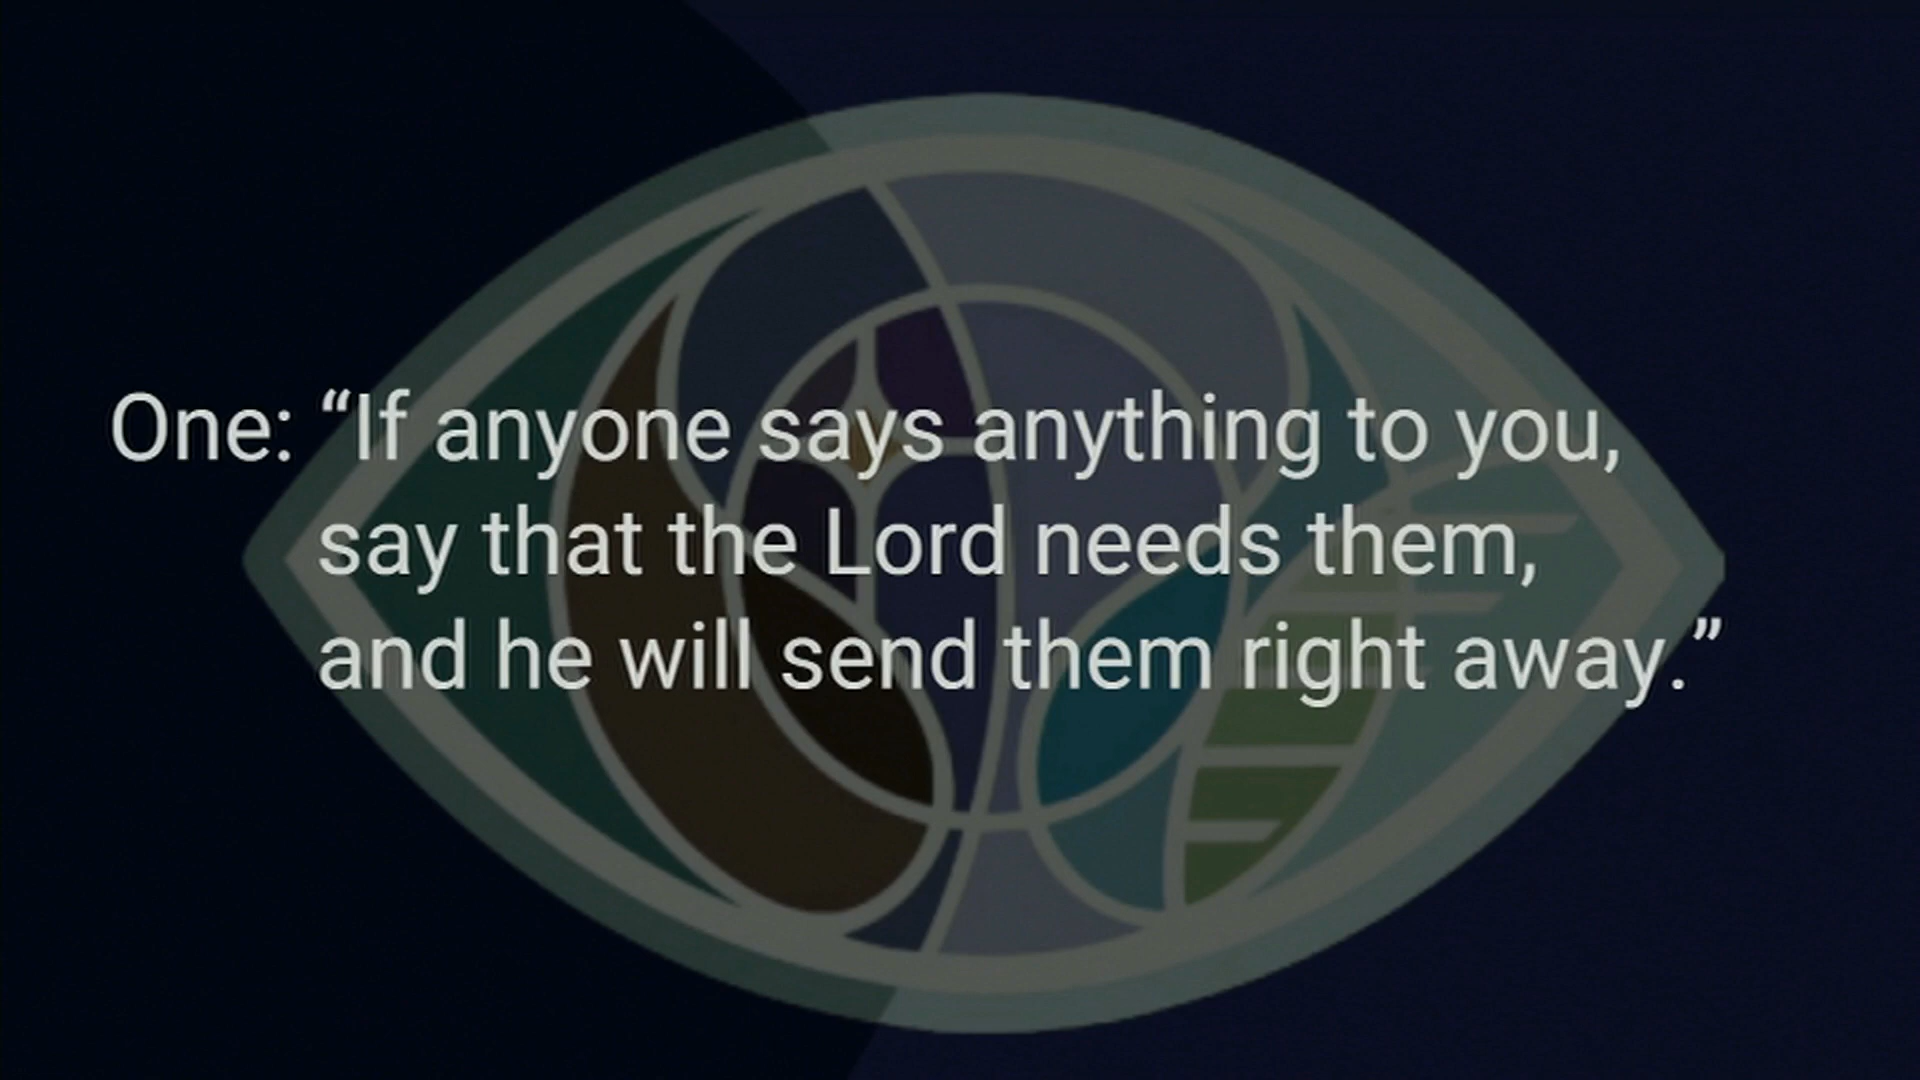 One: “If anyone says anything to you,
say that the Lord needs them,
and he will send them right away.”